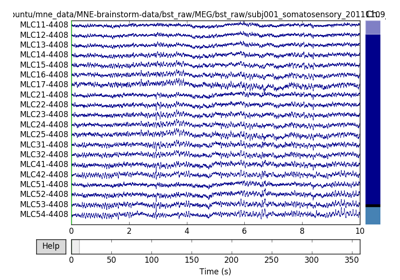 ountu/mne_data/MNE-brainstorm-data/bst_raw/MEG/bst_raw/subj001_somatosensory_2011
MLC11-4408
MLC12-4408
MLC13-4408
MLC14-4408
MLC15-4408
MLC16-4408
MLC17-4408
MLC21-4408
MLC22-4408
MLC23-4408
MLC24-4408
MLC25-4408
MLC31-4408
MLC32-4408
MLC41-4408
MLC42-4408
MLC51-4408
MLC52-4408
MLC53-4408
MLC54-4408
0 2 4 6 8 10
Help
0 50 100 150 200 250 300 350
Time (s)